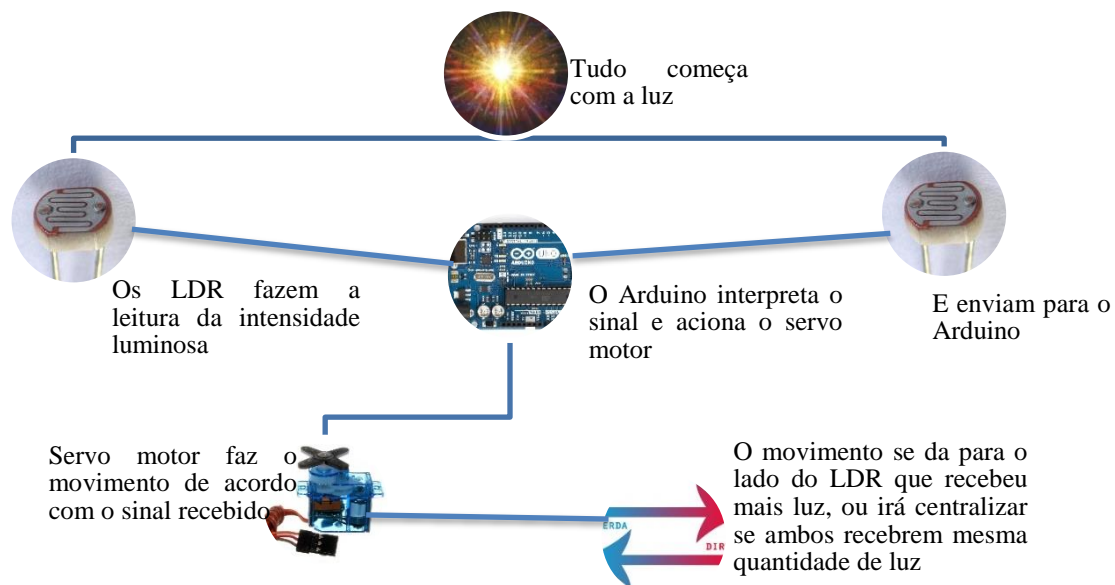 Tudo começa
com a luz
Os LDR fazem a
leitura da intensidade
luminosa
UNO
ARDUINO
O Arduino interpreta o
sinal e aciona o servo
motor
E enviam para o
Arduino
Servo motor faz o
movimento de acordo
com o sinal recebido
ERDA
DIR
O movimento se da para o
lado do LDR que recebeu
mais luz, ou irá centralizar
se ambos recebrem mesma
quantidade de luz